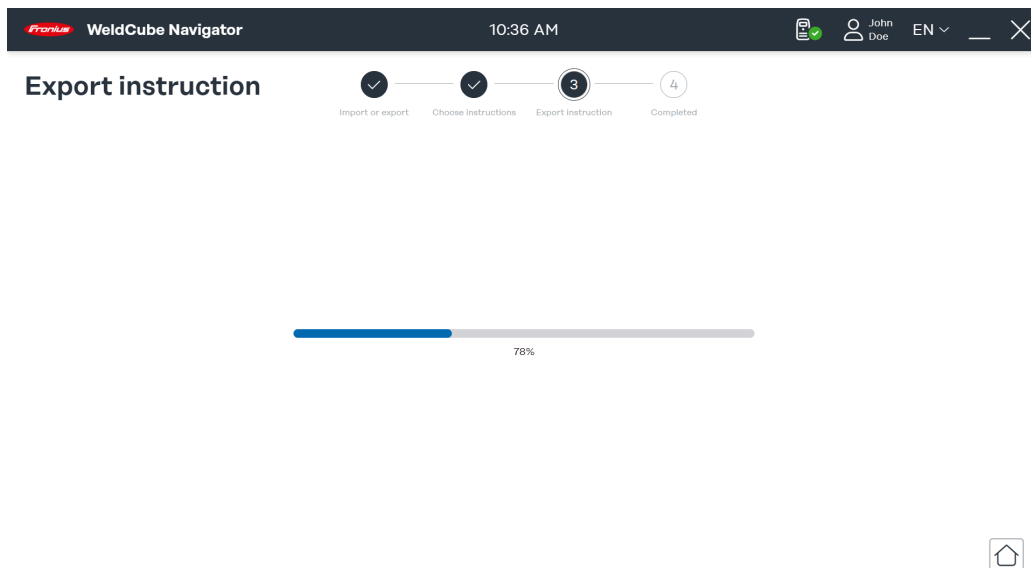 Fronius WeldCube Navigator 10:36 AM John Doe EN
Export instruction
3 4
Import or export Choose instructions Export instruction Completed
78%